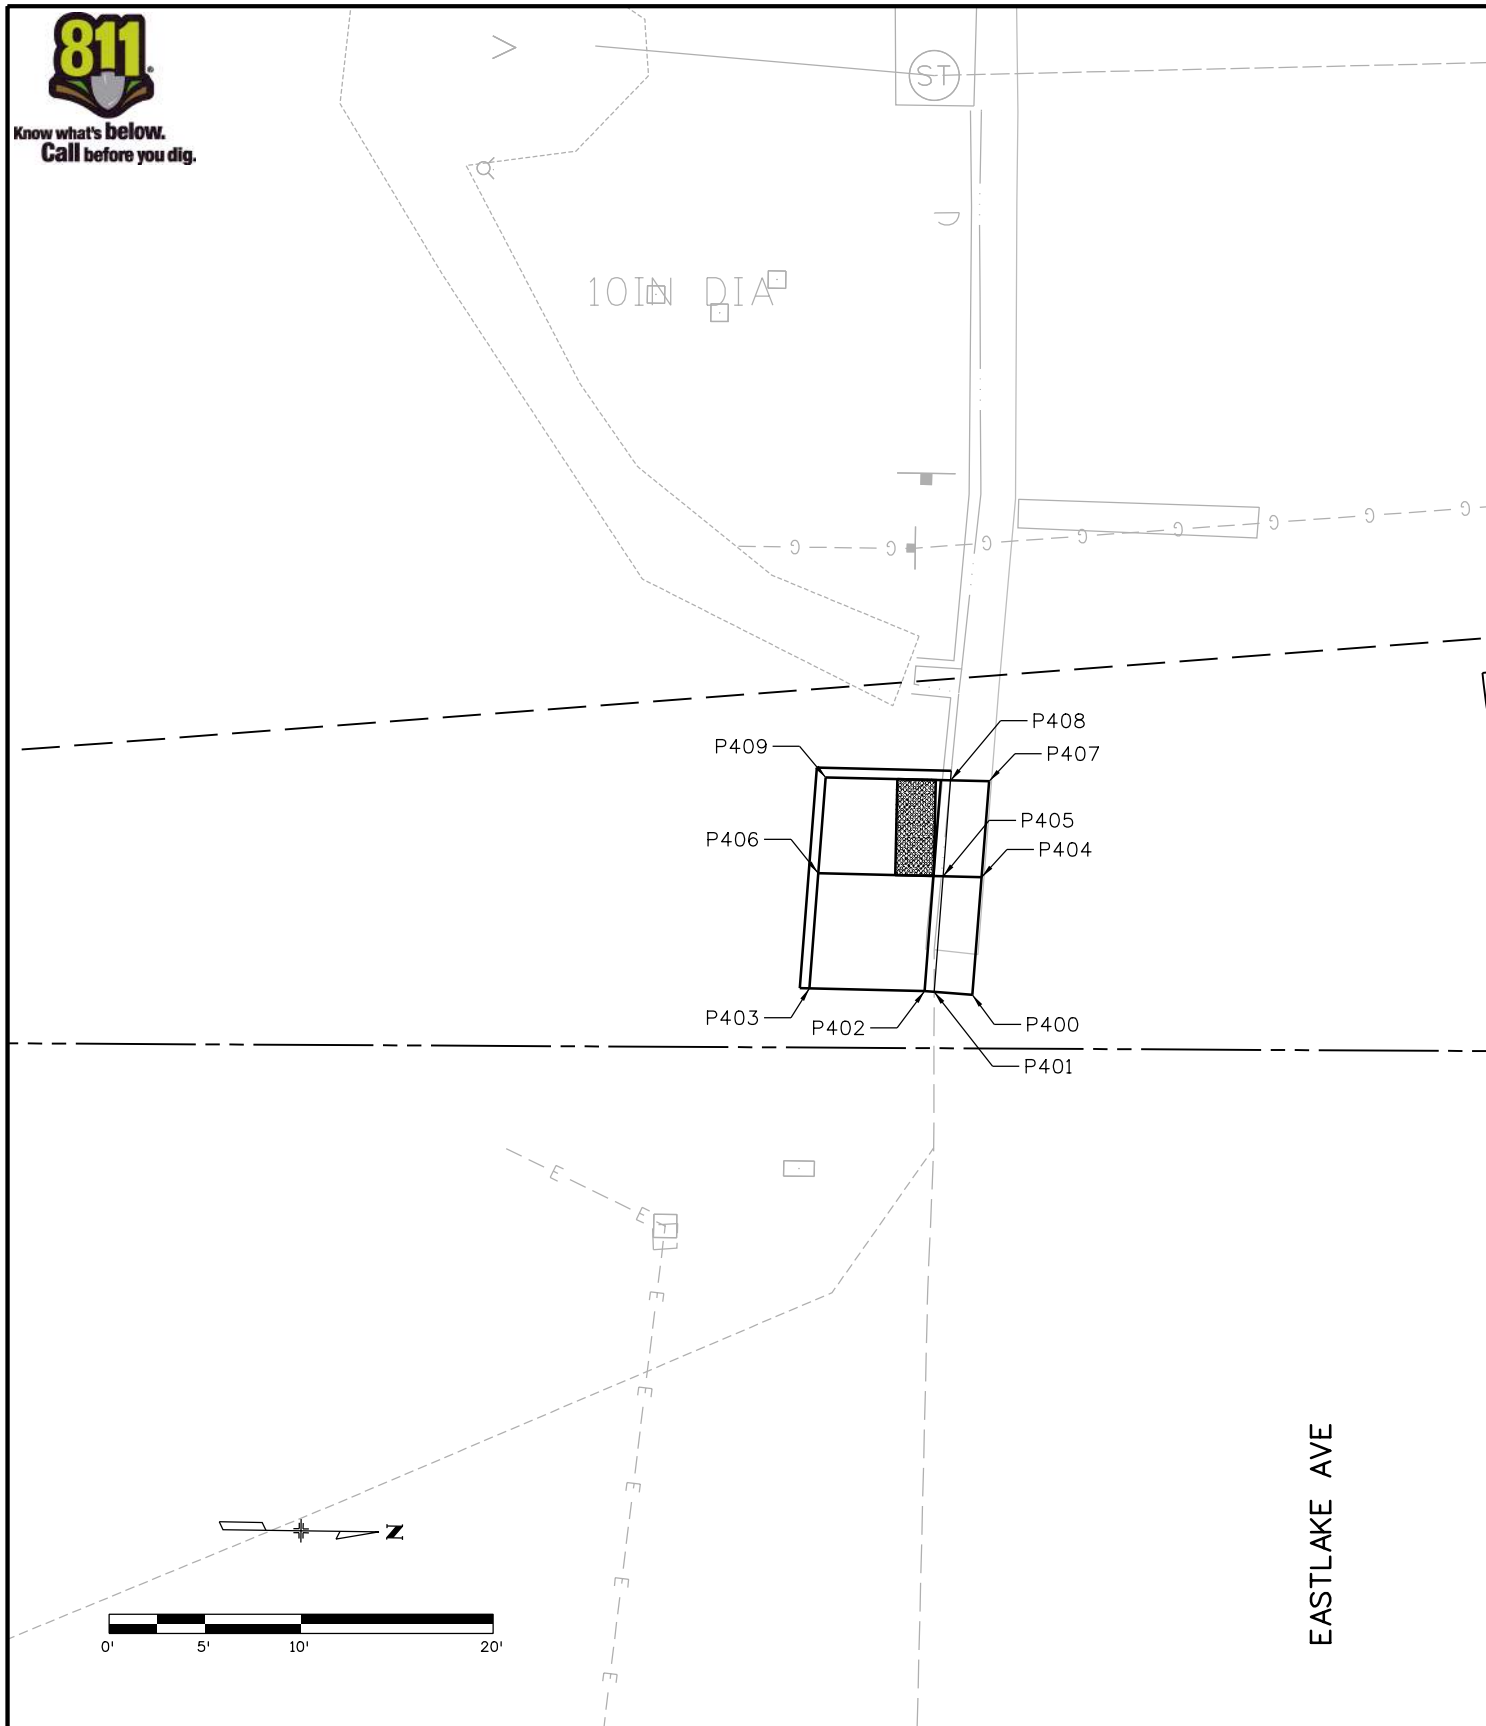 811
Know what's below.
Call before you dig.
ST
D
10IN DIA
G G G G G G G G
P408
P409
P407
P405
P406
P404
P403
P402
P400
P401
E
E
E
E
E
E
E
EASTLAKE AVE
N
0' 5' 10' 20'